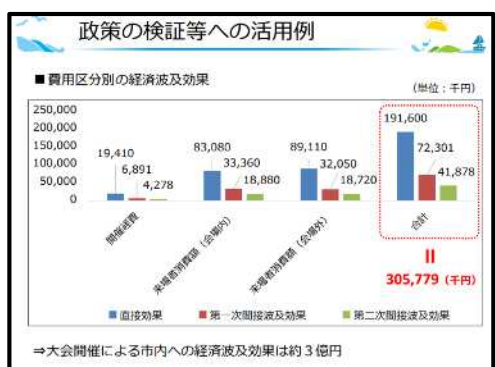 政策の検証等への活用例
■費用区分別の経済波及効果
(単位：千円)
250,000
200,000
150,000
100,000
50,000
0
19,410
6,891
4,278
83,080
33,360
18,880
89,110
32,050
18,720
191,600
72,301
41,878
開催経費
来場者消費額（会場内）
来場者消費額（会場外）
合計
=
305,779（千円）
■直接効果 ■第一次間接波及効果 ■第二次間接波及効果
⇒大会開催による市内への経済波及効果は約３億円